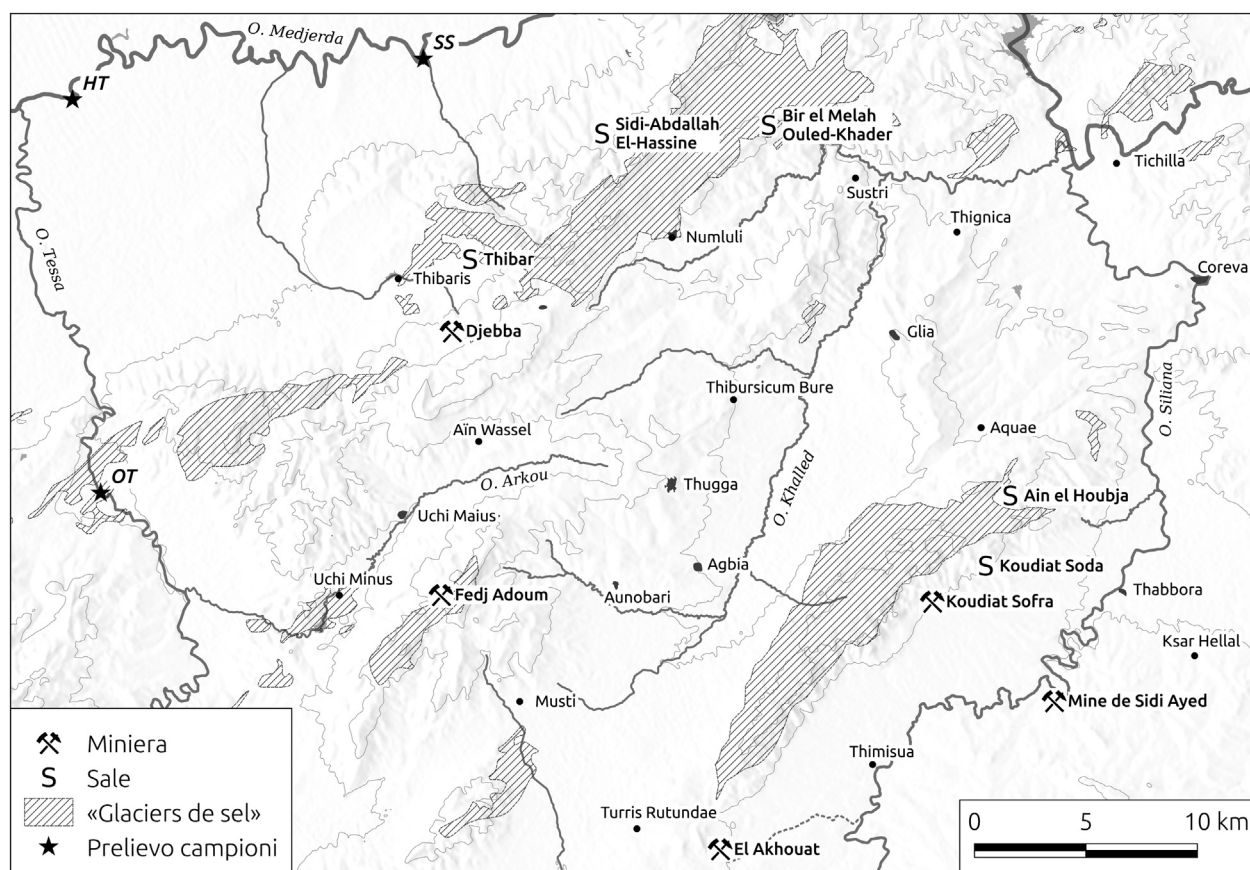 O. Medjerda
SS
HT
Sidi-Abdallah
El-Hassine
Bir el Melah
Ouled-Khader
Tichilla
Sustri
Thignica
Numluli
O. Tessa
Thibar
Thibaris
Coreva
Djebba
Glia
Thibursicum Bure
O. Siliana
Aïn Wassel
Aquae
OT
O. Arkou
Thugga
O. Khalled
Ain el Houbja
Uchi Maius
Agbia
Koudiat Soda
Uchi Minus
Fedj Adoum
Aunobari
Koudiat Sofra
Thabbora
Ksar Hellal
Musti
Mine de Sidi Ayed
Thimisua
Turris Rutundae
El Akhouat
Miniera
S Sale
«Glaciers de sel»
Prelievo campioni
0 5 10 km
S
S
S
S
S